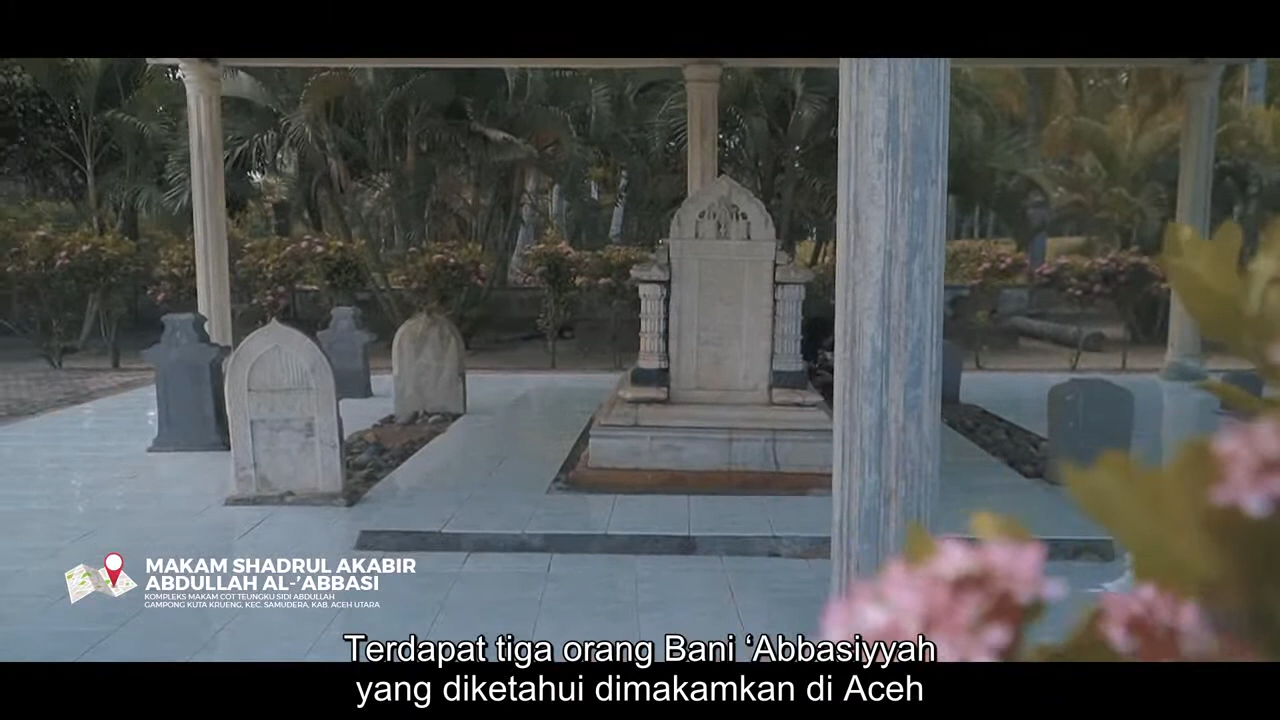 MAKAM SHADRUL AKABIR
ABDULLAH AL-'ABBASI
KOMPLEKS MAKAM COT TEUNGKU SIDI ABDULLAH
GAMPONG KUTA KRUENG, KEC. SAMUDERA, KAB. ACEH UTARA
Terdapat tiga orang Bani ‘Abbasiyyah
yang diketahui dimakamkan di Aceh